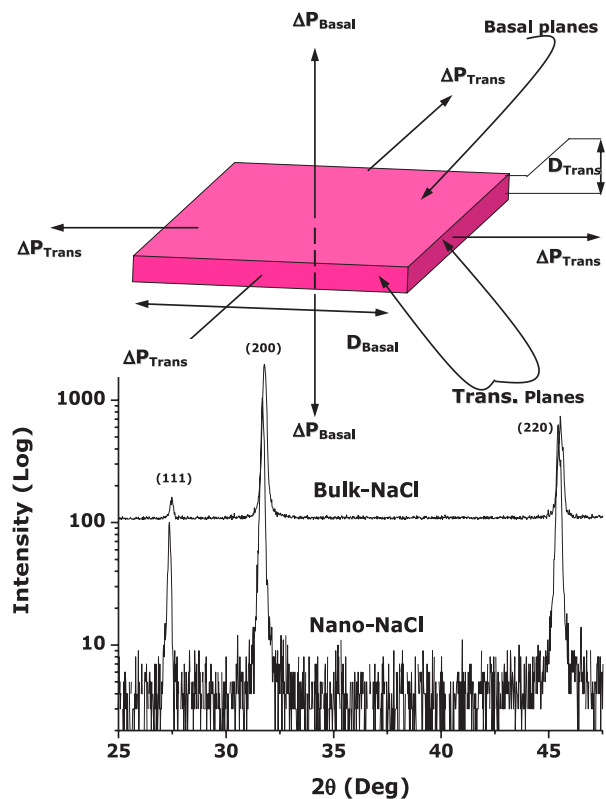 ΔP_Basal
Basal planes
ΔP_Trans
D_Trans
ΔP_Trans
ΔP_Trans
D_Basal
ΔP_Trans
(200)
Trans. Planes
ΔP_Basal
(220)
(111)
Bulk-NaCl
Nano-NaCl
1000
100
10
Intensity (Log)
25 30 35 40 45
2θ (Deg)